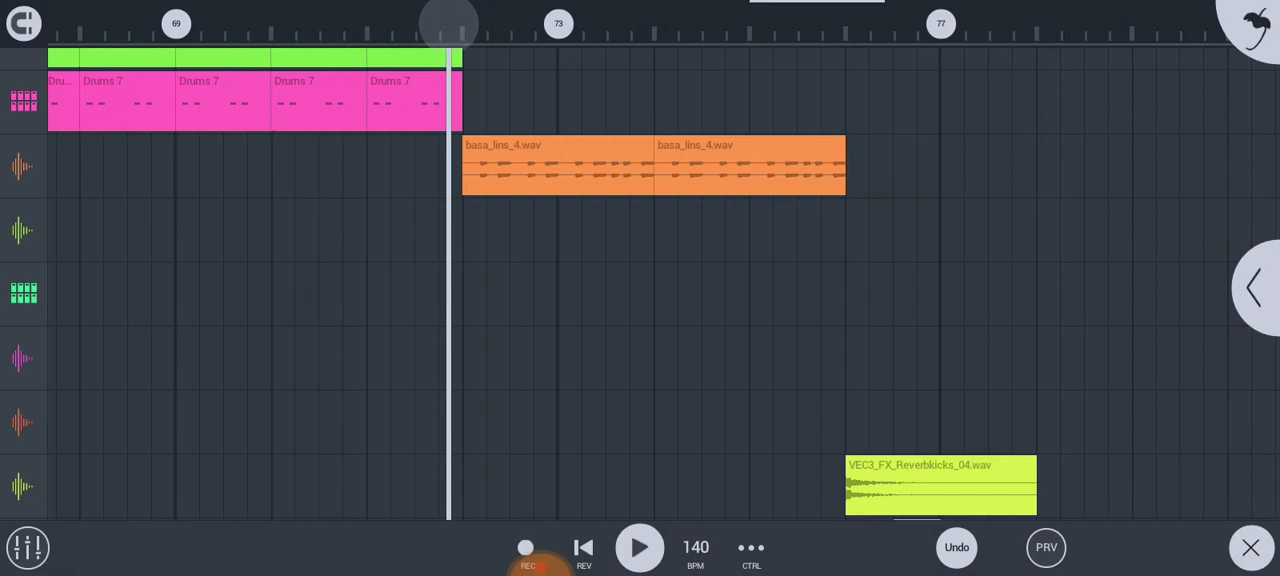 69
73
77
Dru...
Drums 7
Drums 7
Drums 7
Drums 7
basa_lins_4.wav
basa_lins_4.wav
VEC3_FX_Reverbkicks_04.wav
140
Undo
PRV
REC
REV
BPM
CTRL